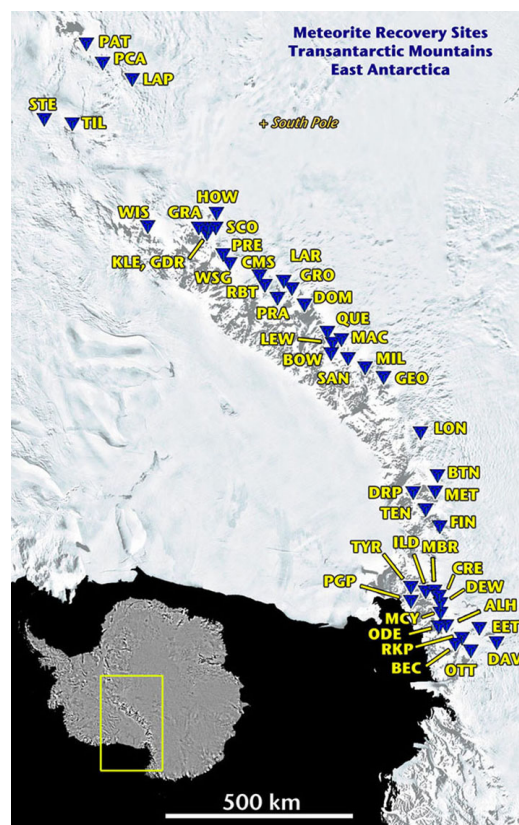 Meteorite Recovery Sites
Transantarctic Mountains
East Antarctica
PAT
PCA
LAP
STE
TIL
+ South Pole
HOW
WIS
GRA
SCO
KLE, GDR
PRE
CMS
LAR
WSG
GRO
RBT
DOM
PRA
QUE
LEW
MAC
BOW
MIL
SAN
GEO
LON
BTN
DRP
MET
TEN
FIN
TYR
ILD
MBR
CRE
PGP
DEW
ALH
MCY
EET
ODE
RKP
DAV
BEC
OTT
500 km